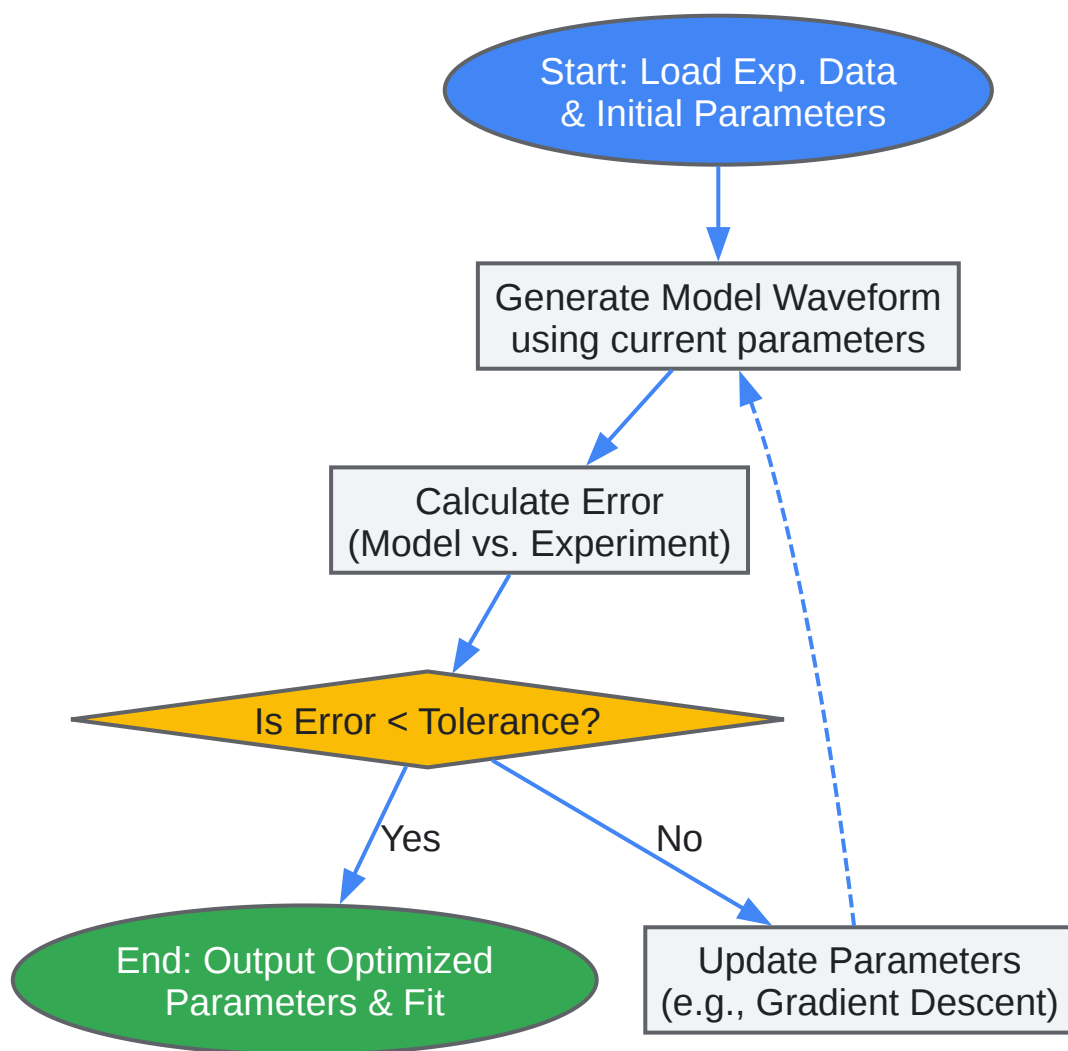 Start: Load Exp. Data
& Initial Parameters
Generate Model Waveform
using current parameters
Calculate Error
(Model vs. Experiment)
Is Error < Tolerance?
Yes
No
End: Output Optimized
Parameters & Fit
Update Parameters
(e.g., Gradient Descent)